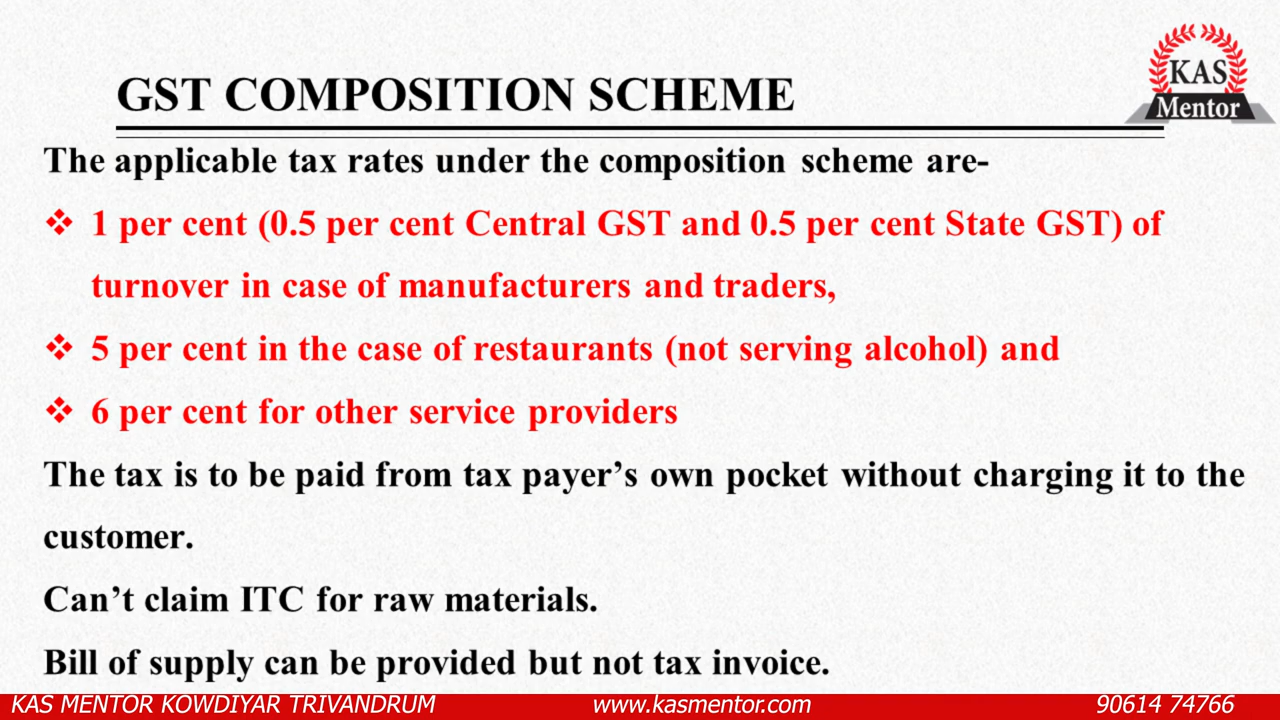 KAS
Mentor
GST COMPOSITION SCHEME
The applicable tax rates under the composition scheme are-
❖ 1 per cent (0.5 per cent Central GST and 0.5 per cent State GST) of
turnover in case of manufacturers and traders,
❖ 5 per cent in the case of restaurants (not serving alcohol) and
❖ 6 per cent for other service providers
The tax is to be paid from tax payer’s own pocket without charging it to the
customer.
Can’t claim ITC for raw materials.
Bill of supply can be provided but not tax invoice.
KAS MENTOR KOWDIYAR TRIVANDRUM www.kasmentor.com 90614 74766